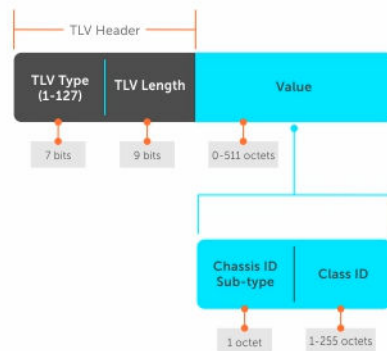 TLV Header
TLV Type
(1-127)
TLV Length
Value
7 bits
9 bits
0-511 octets
Chassis ID
Sub-type
Class ID
1 octet
1-255 octets